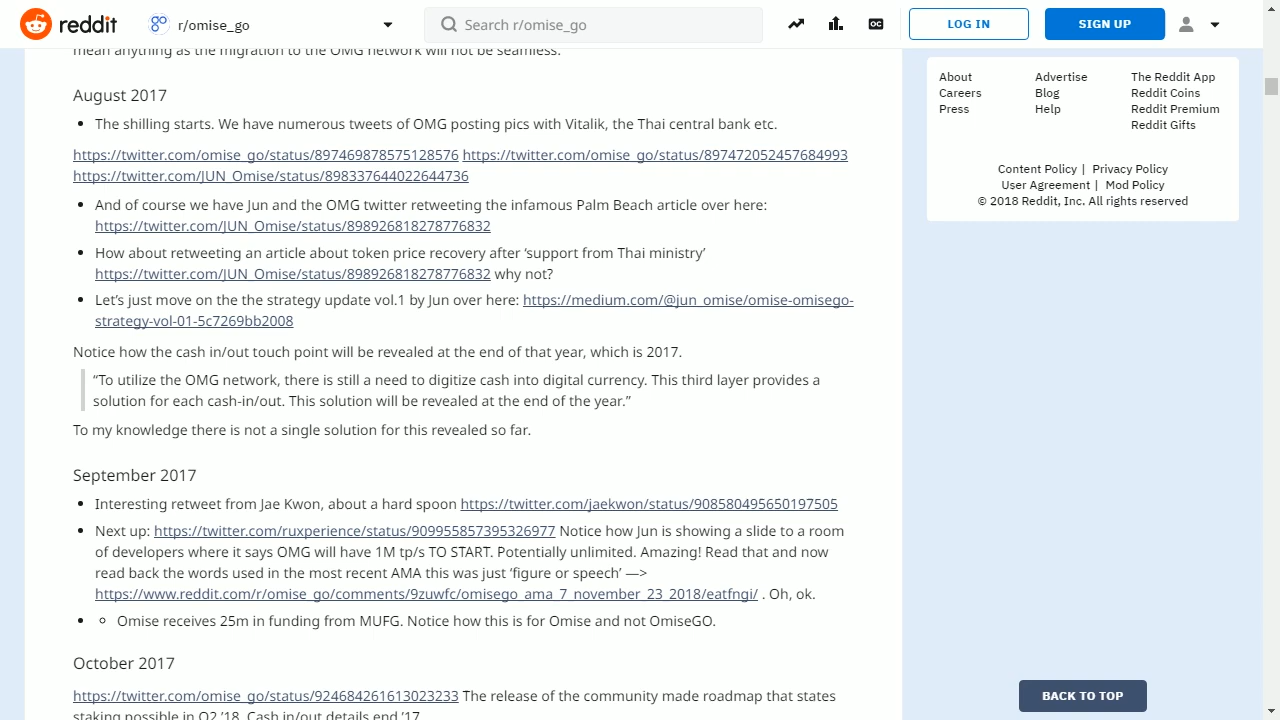 reddit
r/omise_go
Search r/omise_go
LOG IN
SIGN UP
mean anything as the migration to the OMG network will not be seamless.
August 2017
The shilling starts. We have numerous tweets of OMG posting pics with Vitalik, the Thai central bank etc.
https://twitter.com/omise_go/status/897469878575128576 https://twitter.com/omise_go/status/897472052457684993
https://twitter.com/JUN_Omise/status/898337644022644736
And of course we have Jun and the OMG twitter retweeting the infamous Palm Beach article over here:
https://twitter.com/JUN_Omise/status/898926818278776832
How about retweeting an article about token price recovery after ‘support from Thai ministry’
https://twitter.com/JUN_Omise/status/898926818278776832 why not?
Let’s just move on the the strategy update vol.1 by Jun over here: https://medium.com/@jun_omise/omise-omisego-
strategy-vol-01-5c7269bb2008
Notice how the cash in/out touch point will be revealed at the end of that year, which is 2017.
“To utilize the OMG network, there is still a need to digitize cash into digital currency. This third layer provides a
solution for each cash-in/out. This solution will be revealed at the end of the year.”
To my knowledge there is not a single solution for this revealed so far.
September 2017
Interesting retweet from Jae Kwon, about a hard spoon https://twitter.com/jaekwon/status/908580495650197505
Next up: https://twitter.com/ruxperience/status/909955857395326977 Notice how Jun is showing a slide to a room
of developers where it says OMG will have 1M tp/s TO START. Potentially unlimited. Amazing! Read that and now
read back the words used in the most recent AMA this was just ‘figure or speech’ —>
https://www.reddit.com/r/omise_go/comments/9zuwfc/omisego_ama_7_november_23_2018/eatfngi/ . Oh, ok.
Omise receives 25m in funding from MUFG. Notice how this is for Omise and not OmiseGO.
October 2017
https://twitter.com/omise_go/status/924684261613023233 The release of the community made roadmap that states
staking possible in Q2 ’18. Cash in/out details end ’17
About
Careers
Press
Advertise
Blog
Help
The Reddit App
Reddit Coins
Reddit Premium
Reddit Gifts
Content Policy | Privacy Policy
User Agreement | Mod Policy
© 2018 Reddit, Inc. All rights reserved
BACK TO TOP